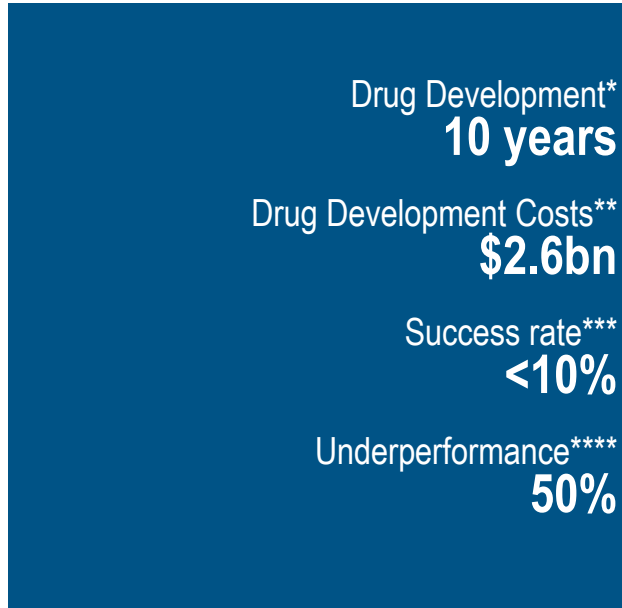 Drug Development*
10 years
Drug Development Costs**
$2.6bn
Success rate***
<10%
Underperformance****
50%